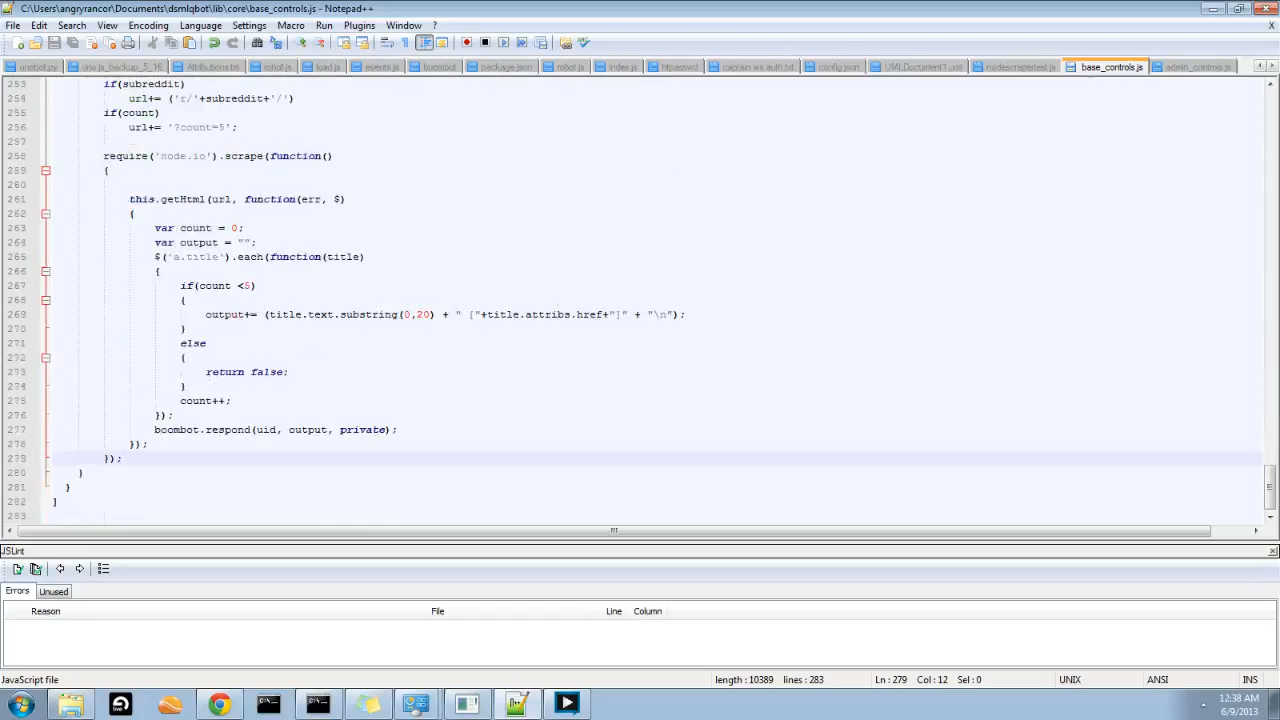 C:\Users\angryrancor\Documents\dsmlqbot\lib\core\base_controls.js - Notepad++
File Edit Search View Encoding Language Settings Macro Run Plugins Window ? X
unobot.py uno.js_backup_5_16 Attributions.txt robot.js load.js events.js boombot package.json robot.js index.js htpasswd captain.ws.auth.txt config.json UMLDocument1.uml nodescrapertest.js base_controls.js admin_controls.js
253 if(subreddit)
254 url+= ('r/'+subreddit+'/')
255 if(count)
256 url+= '?count=5';
257
258 require('node.io').scrape(function()
259 {
260
261 this.getHtml(url, function(err, $)
262 {
263 var count = 0;
264 var output = "";
265 $('a.title').each(function(title)
266 {
267 if(count <5)
268 {
269 output+= (title.text.substring(0,20) + " ["+title.attribs.href+"]" + "\n");
270 }
271 else
272 {
273 return false;
274 }
275 count++;
276 });
277 boombot.respond(uid, output, private);
278 });
279 });
280 }
281 }
282 ]
283
JSLint
Errors Unused
Reason File Line Column
JavaScript file length : 10389 lines : 283 Ln : 279 Col : 12 Sel : 0 UNIX ANSI INS
live
12:38 AM
6/9/2013